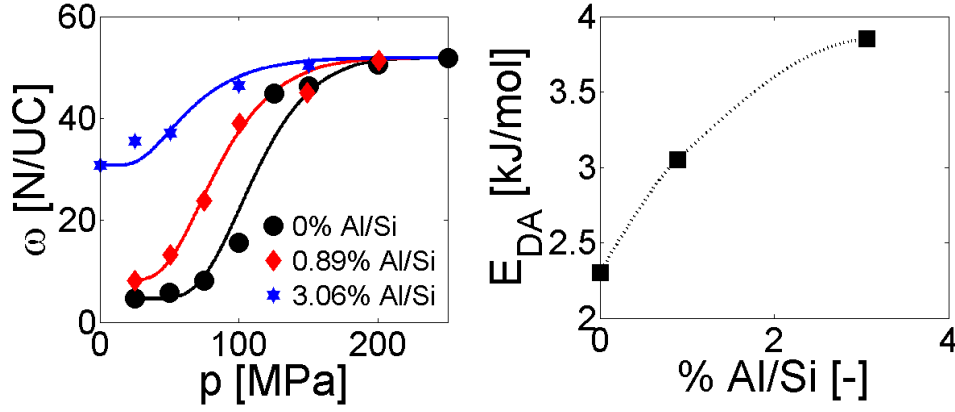 60
40
20
0
ω [N/UC]
0% Al/Si
0.89% Al/Si
3.06% Al/Si
0 100 200
p [MPa]
4
3.5
3
2.5
2
E_DA [kJ/mol]
0 2 4
% Al/Si [-]